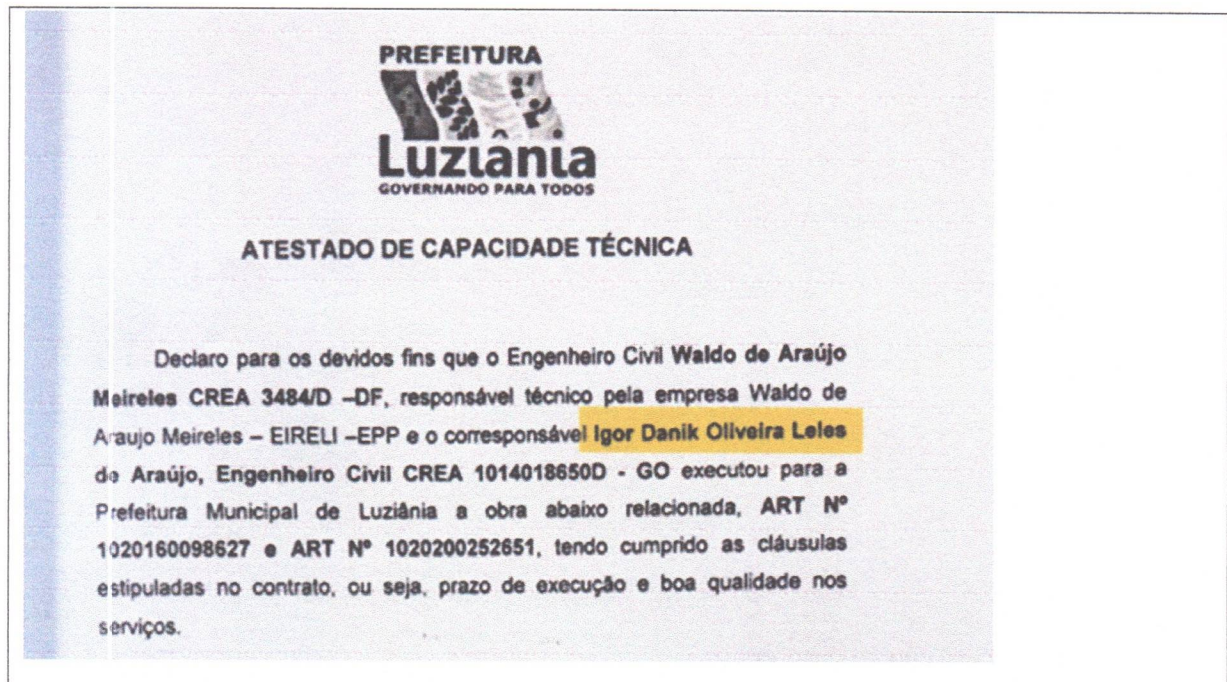 PREFEITURA
Luziânia
GOVERNANDO PARA TODOS
ATESTADO DE CAPACIDADE TÉCNICA
Declaro para os devidos fins que o Engenheiro Civil Waldo de Araújo
Meireles CREA 3484/D –DF, responsável técnico pela empresa Waldo de
Araujo Meireles – EIRELI –EPP e o corresponsável Igor Danik Oliveira Leles
de Araújo, Engenheiro Civil CREA 1014018650D - GO executou para a
Prefeitura Municipal de Luziânia a obra abaixo relacionada, ART Nº
1020160098627 e ART Nº 1020200252651, tendo cumprido as cláusulas
estipuladas no contrato, ou seja, prazo de execução e boa qualidade nos
serviços.